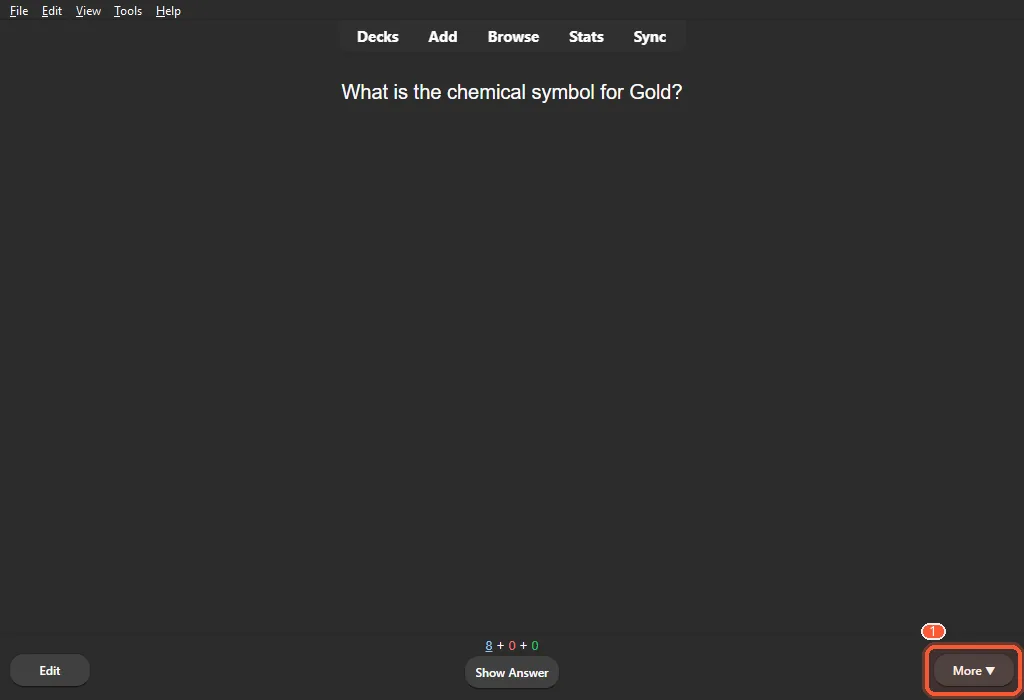 File Edit View Tools Help
Decks Add Browse Stats Sync
What is the chemical symbol for Gold?
1
8 + 0 + 0
Edit Show Answer More ▼